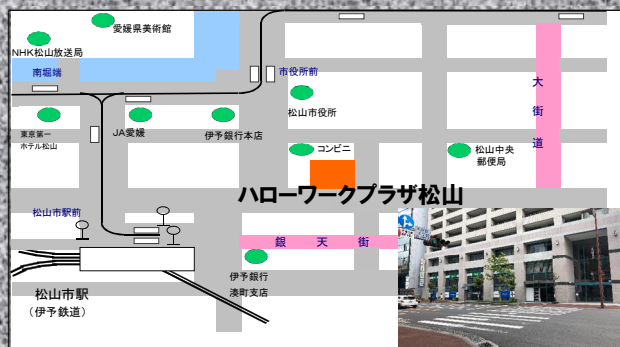 愛媛県美術館
NHK松山放送局
南堀端
市役所前
大街道
松山市役所
東京第一
ホテル松山
JA愛媛
伊予銀行本店
コンビニ
松山中央
郵便局
ハローワークプラザ松山
松山市駅前
銀天街
伊予銀行
湊町支店
松山市駅
(伊予鉄道)